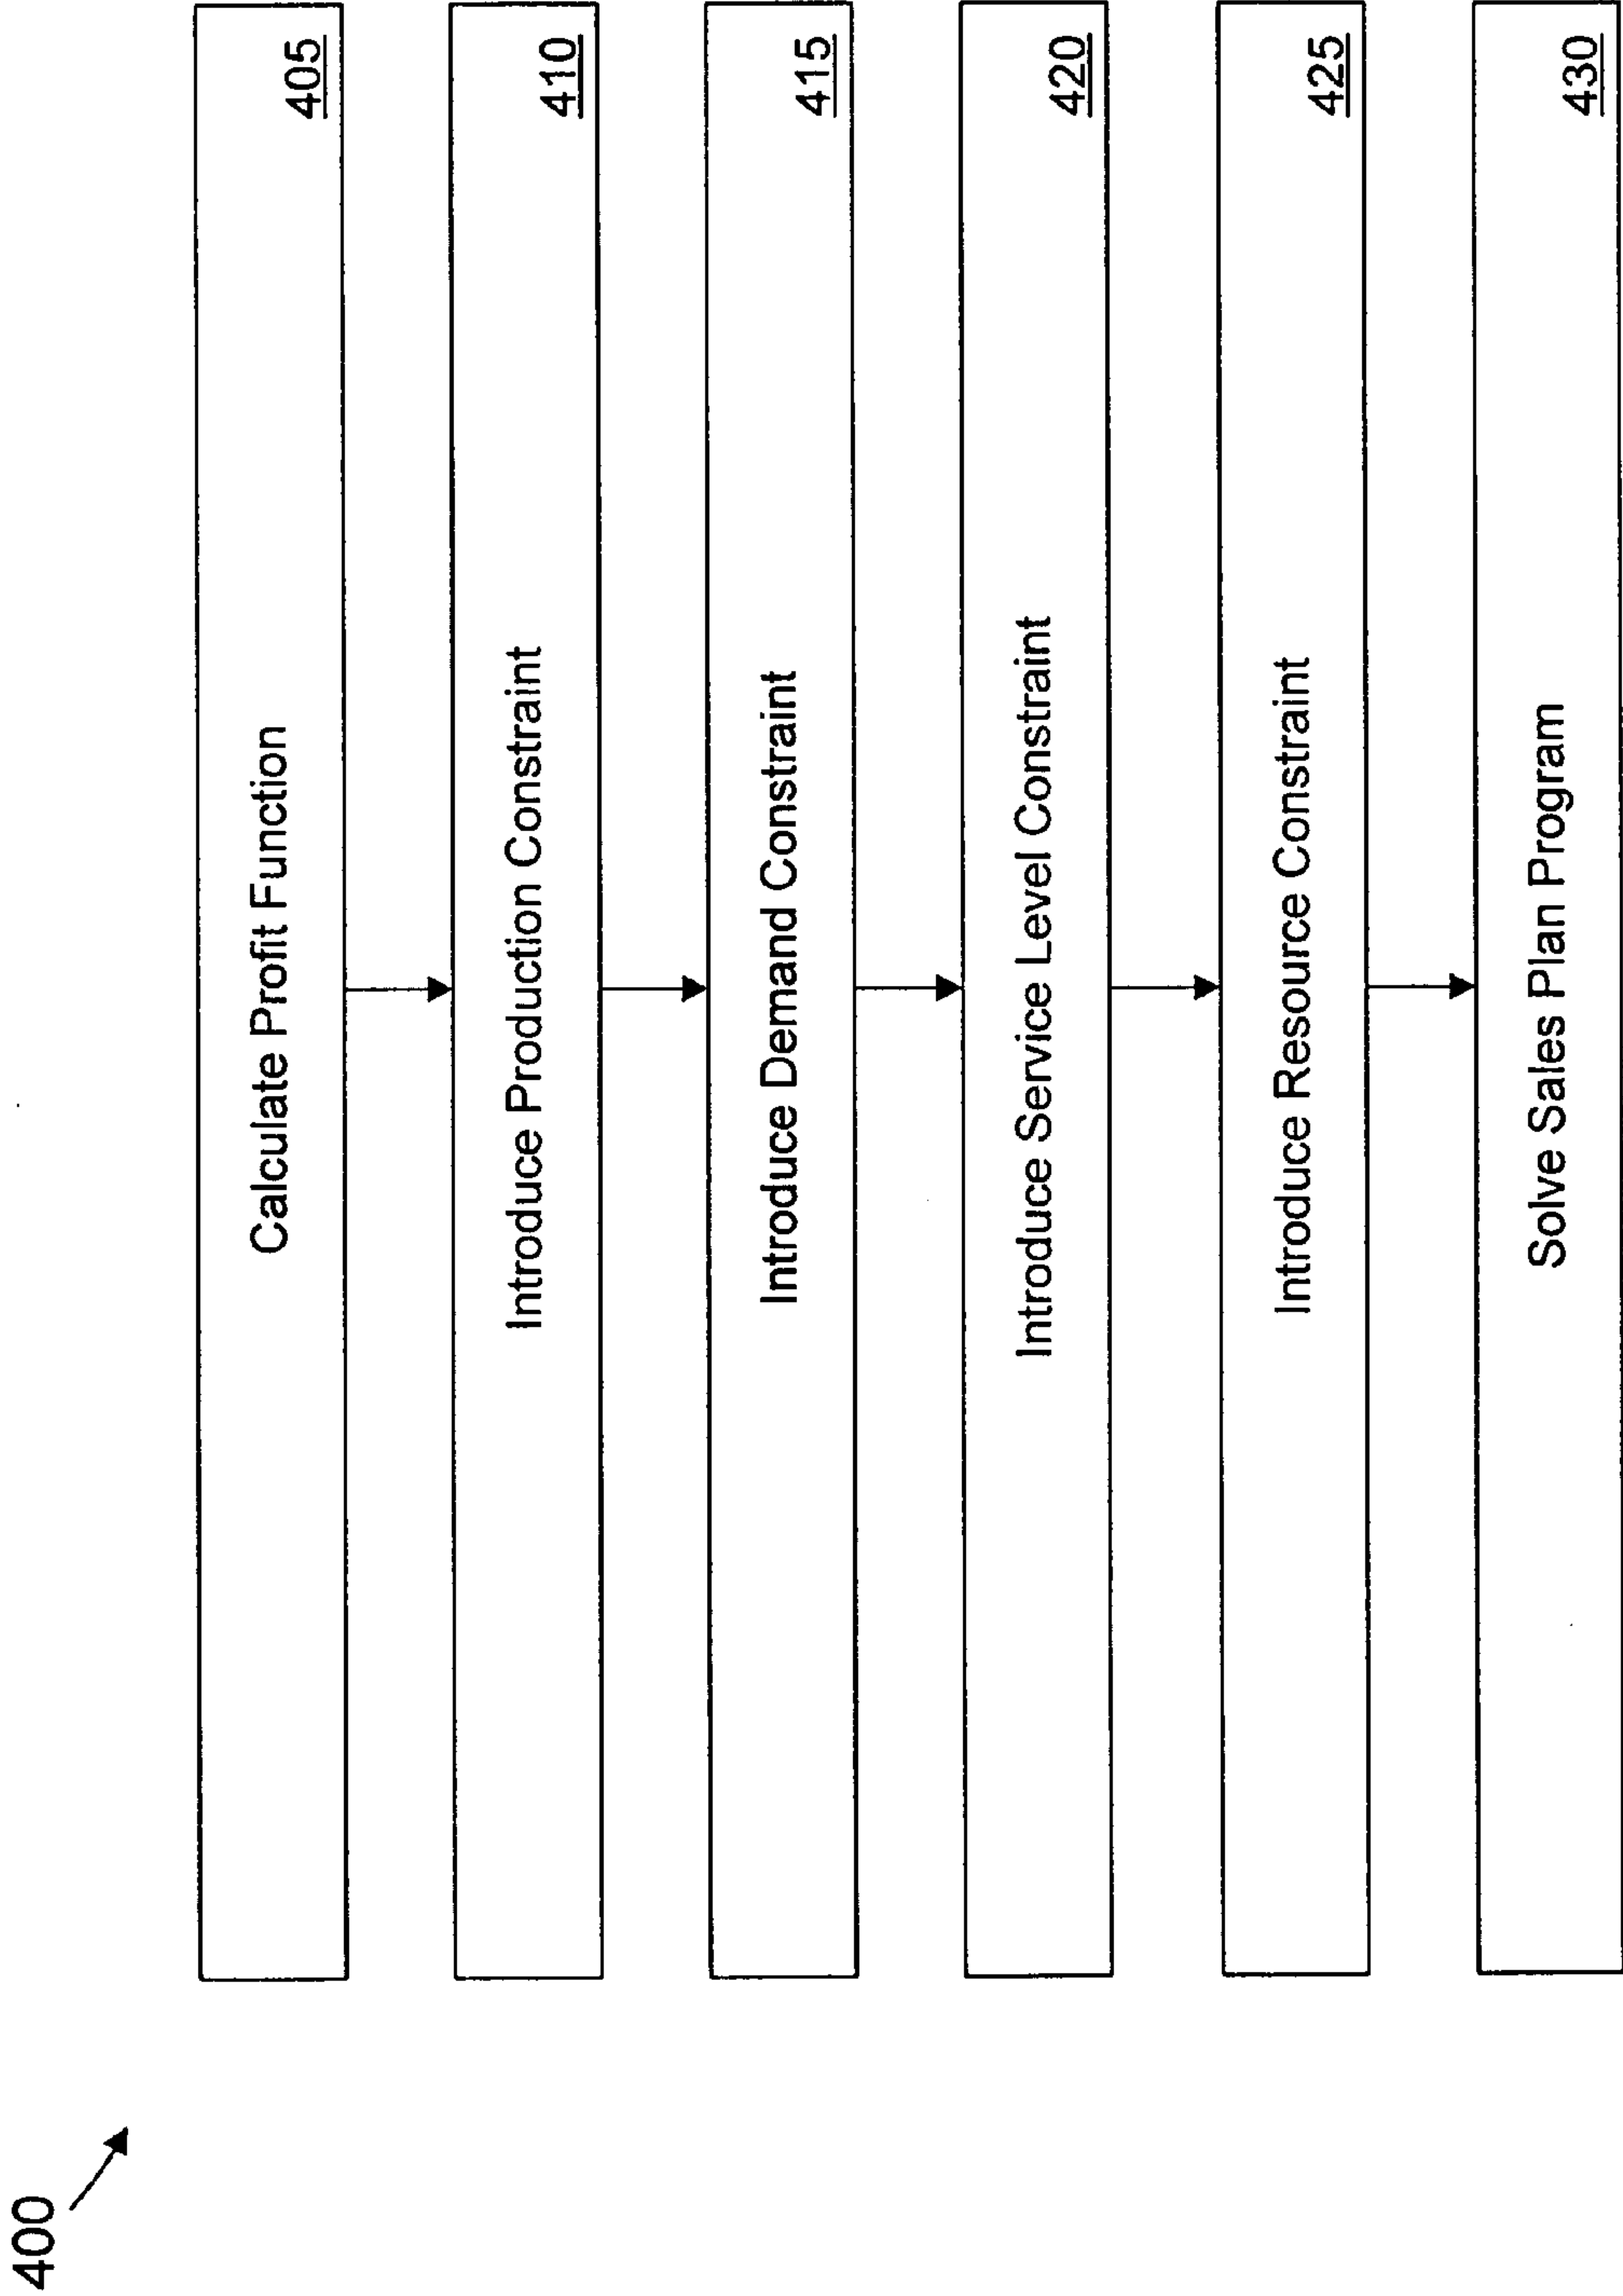 400
Calculate Profit Function
405
Introduce Production Constraint
410
Introduce Demand Constraint
415
Introduce Service Level Constraint
420
Introduce Resource Constraint
425
Solve Sales Plan Program
430